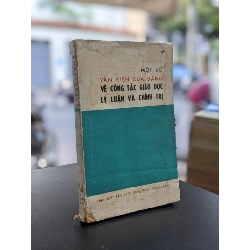 MỘT SỐ
VĂN KIỆN CỦA ĐẢNG
VỀ CÔNG TÁC GIÁO DỤC
LÝ LUẬN VÀ CHÍNH TRỊ